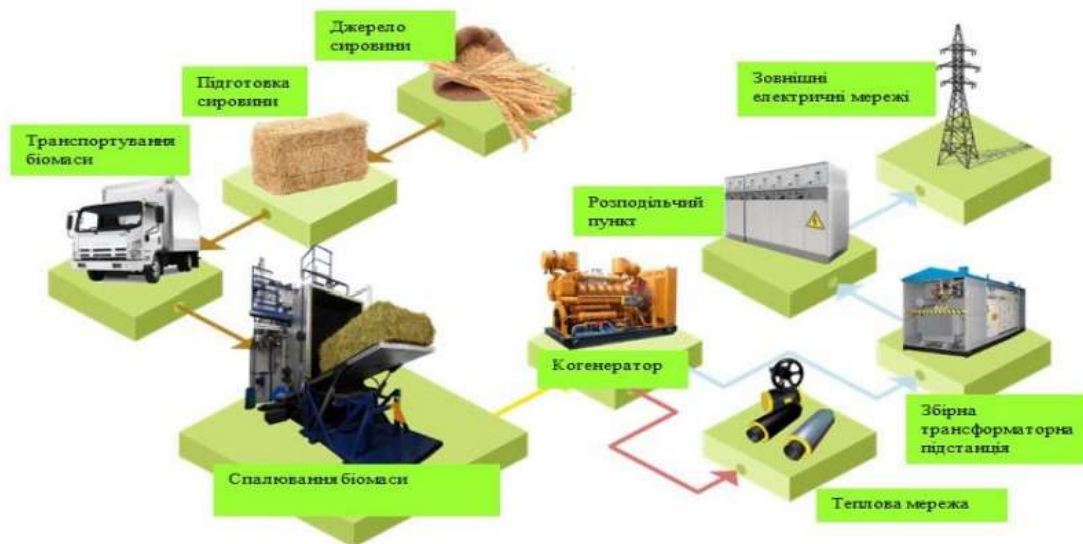 Джерело
сировини
Підготовка
сировини
Транспортування
біомаси
Спалювання біомаси
Когенератор
Теплова мережа
Збірна
трансформаторна
підстанція
Розподільчий
пункт
Зовнішні
електричні мережі